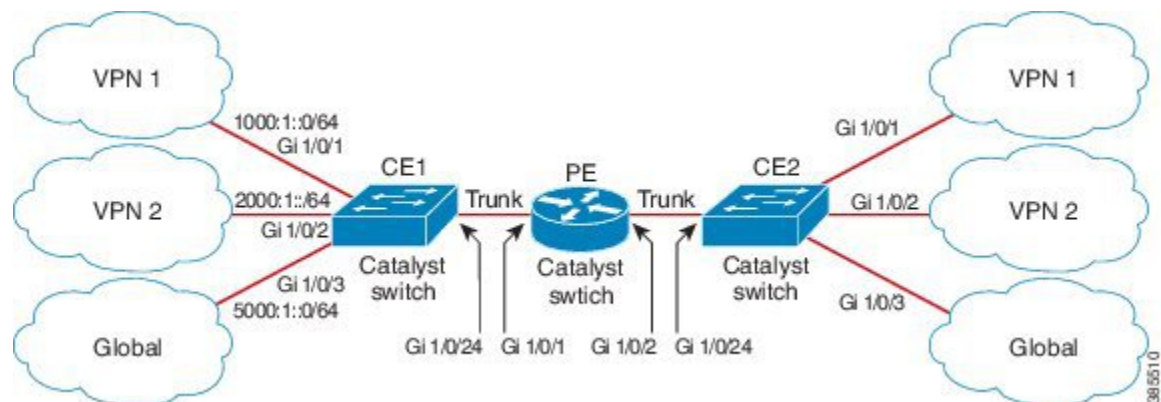 VPN 1
1000:1::0/64
Gi 1/0/1
VPN 2
2000:1::/64
Gi 1/0/2
Global
Gi 1/0/3
5000:1::0/64
CE1
Catalyst
switch
Trunk
PE
Catalyst
swtich
Trunk
CE2
Catalyst
switch
Gi 1/0/24
Gi 1/0/1
Gi 1/0/2
Gi 1/0/24
Gi 1/0/1
VPN 1
Gi 1/0/2
VPN 2
Gi 1/0/3
Global
385510